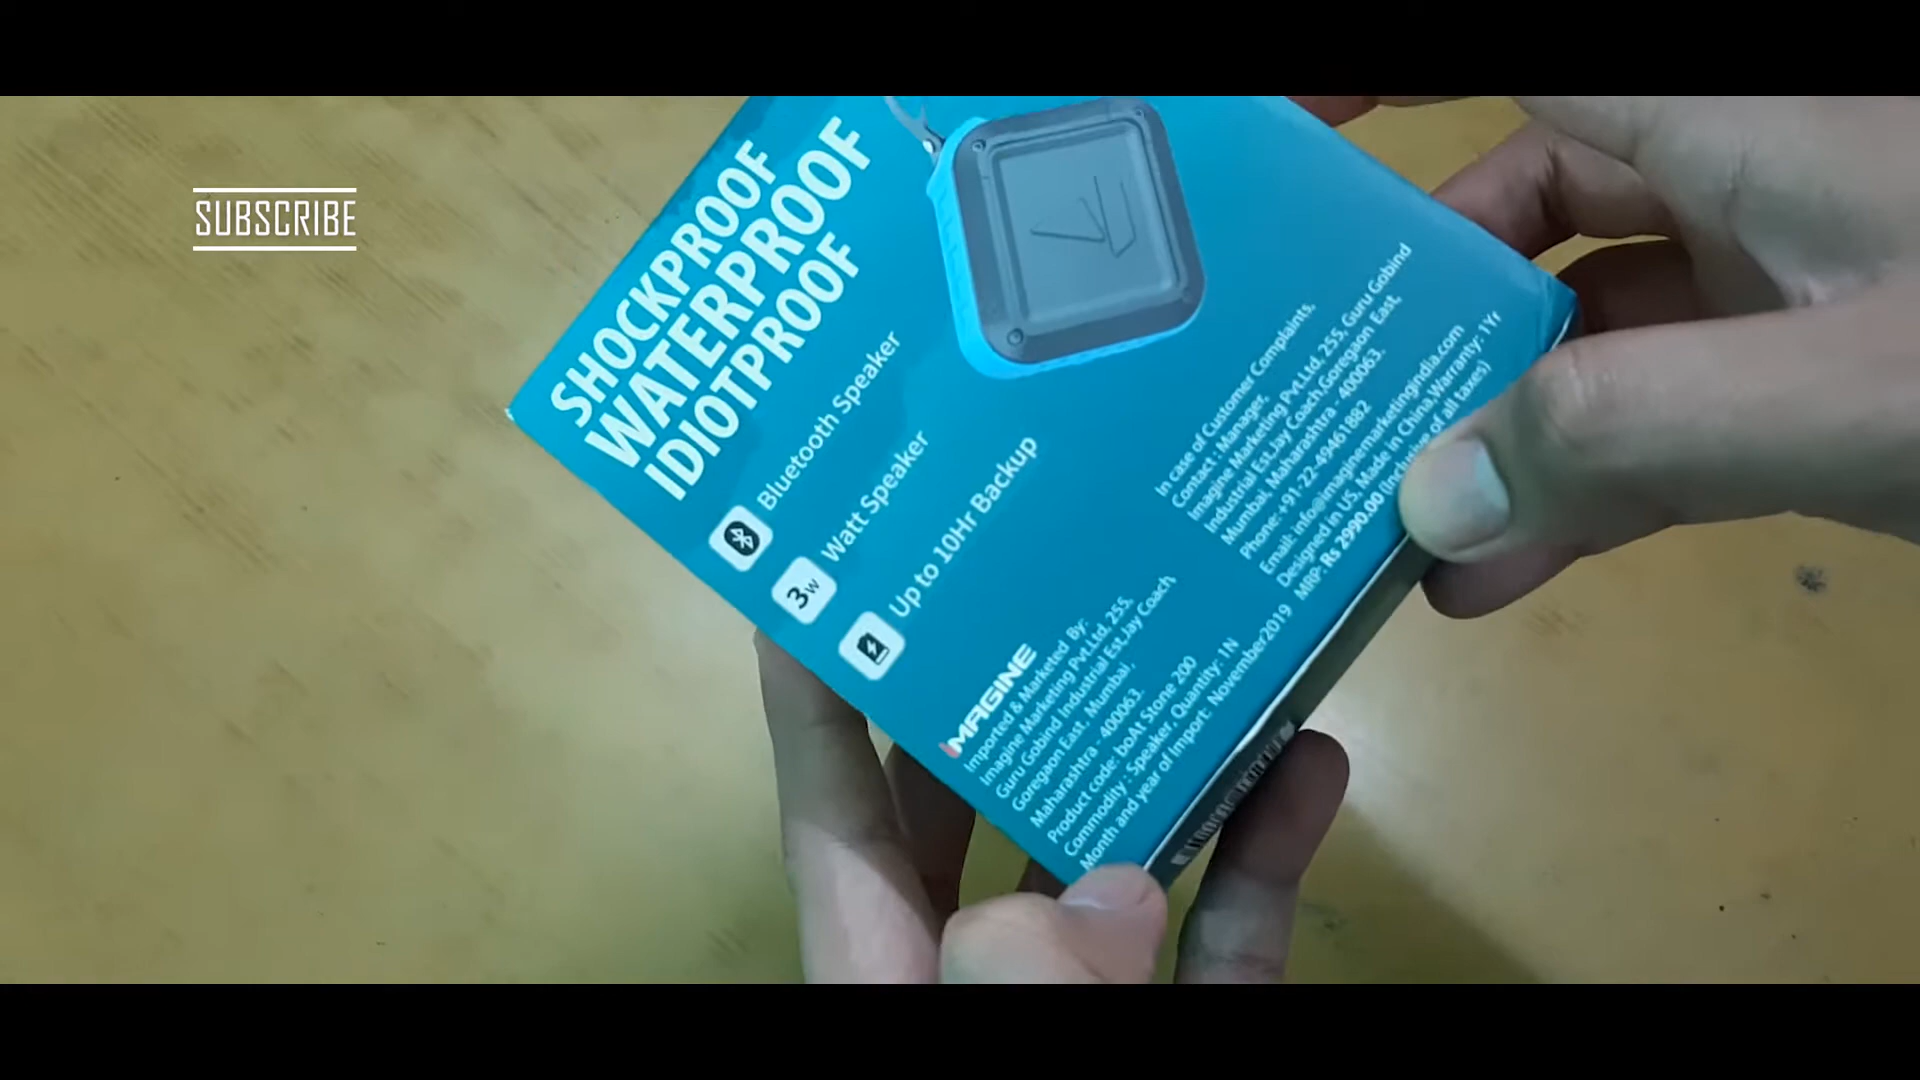 SUBSCRIBE
SHOCKPROOF
WATERPROOF
IDIOTPROOF
Bluetooth Speaker
3W Watt Speaker
Up to 10Hr Backup
IMAGINE
Imported & Marketed By:
Imagine Marketing Pvt.Ltd, 255,
Guru Gobind Industrial Est.Jay Coach,
Goregaon East. Mumbai,
Maharashtra - 400063.
Product code: boAt Stone 200
Commodity : Speaker, Quantity: 1N
Month and year of Import: November2019
In case of Customer Complaints,
Contact : Manager,
Imagine Marketing Pvt.Ltd, 255, Guru Gobind
Industrial Est.Jay Coach,Goregaon East,
Mumbai, Maharashtra - 400063.
Phone: +91-22-49461882
Email: info@imaginemarketingindia.com
Designed in US, Made in China,Warranty: 1Yr
MRP: Rs 2990.00 (Inclusive of all taxes)